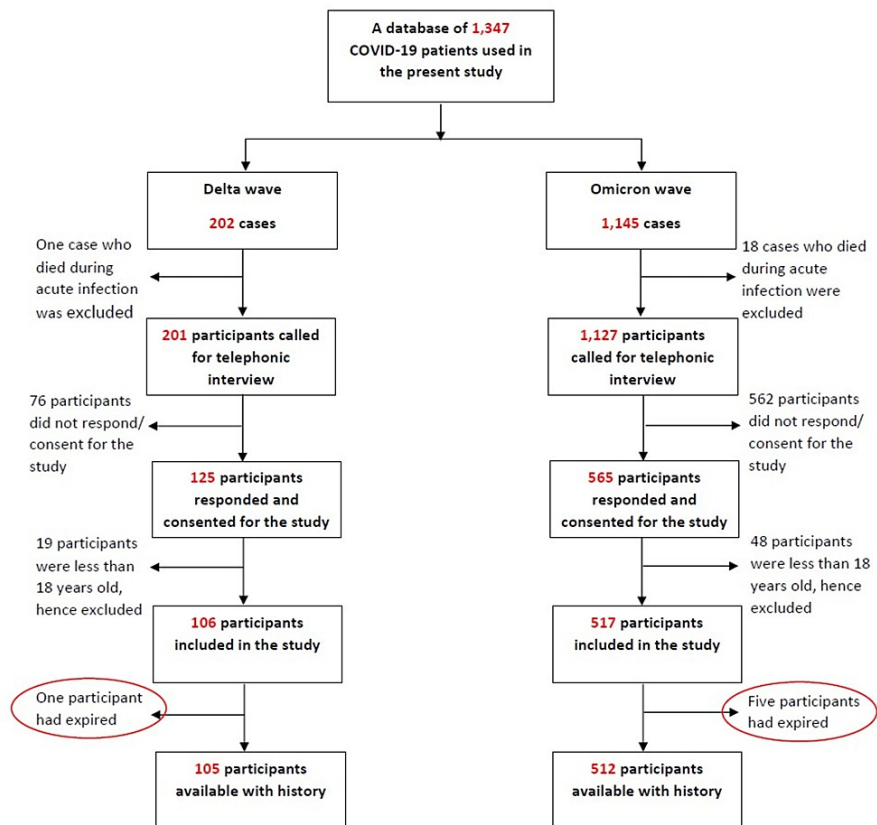 A database of 1,347
COVID-19 patients used in
the present study
Delta wave
202 cases
Omicron wave
1,145 cases
One case who
died during
acute infection
was excluded
18 cases who died
during acute
infection were
excluded
201 participants called
for telephonic
interview
1,127 participants
called for telephonic
interview
76 participants
did not respond/
consent for the
study
562 participants
did not respond/
consent for the
study
125 participants
responded and
consented for the study
565 participants
responded and
consented for the study
19 participants
were less than
18 years old,
hence excluded
48 participants
were less than 18
years old, hence
excluded
106 participants
included in the study
517 participants
included in the study
One participant
had expired
Five participants
had expired
105 participants
available with history
512 participants
available with history